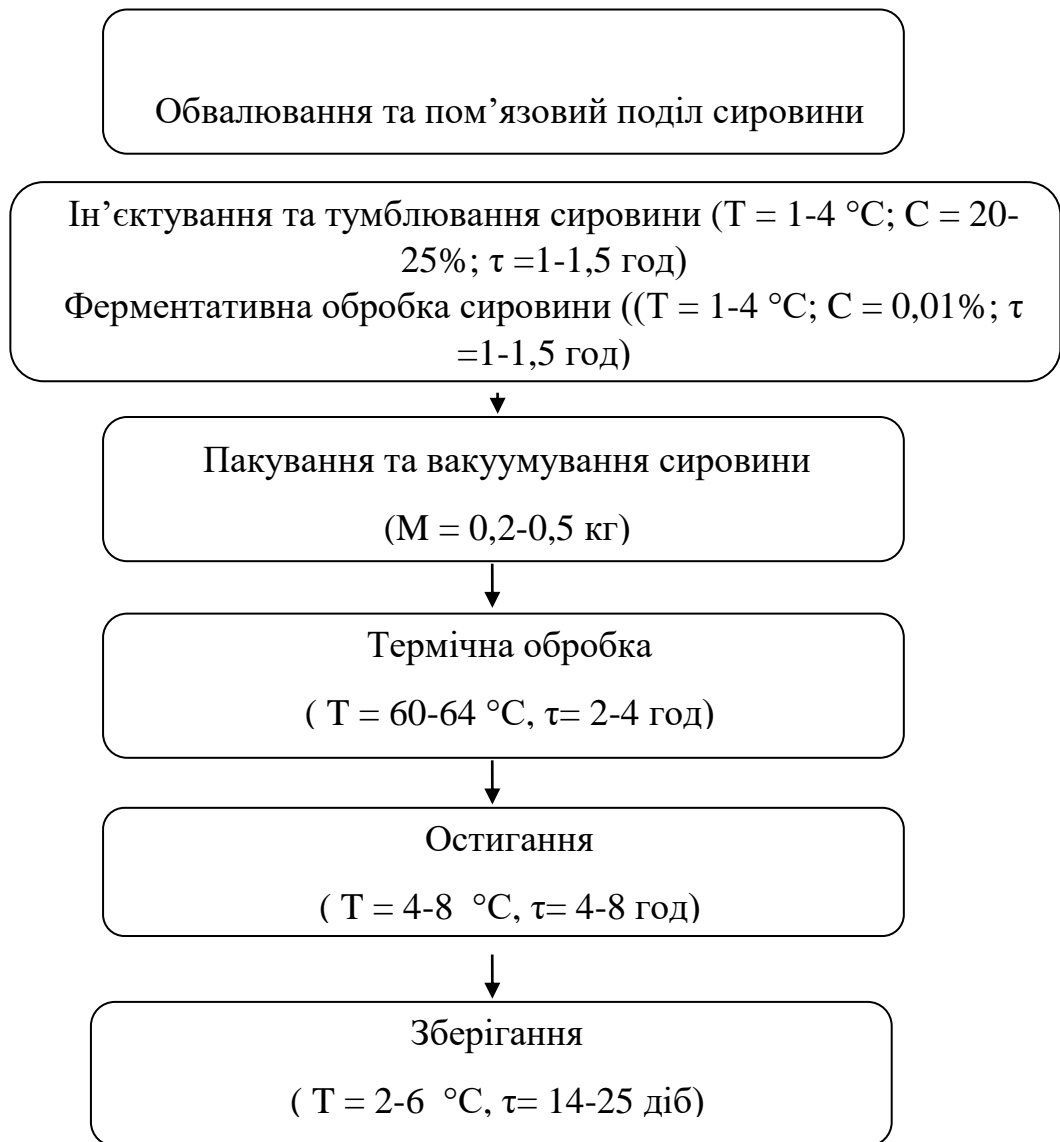 Обвалювання та пом’язовий поділ сировини
Ін’єктування та тумблювання сировини (Т = 1-4 °С; С = 20-
25%; τ =1-1,5 год)
Ферментативна обробка сировини ((Т = 1-4 °С; С = 0,01%; τ
=1-1,5 год)
Пакування та вакуумування сировини
(М = 0,2-0,5 кг)
Термічна обробка
( Т = 60-64 °С, τ= 2-4 год)
Остигання
( Т = 4-8 °С, τ= 4-8 год)
Зберігання
( Т = 2-6 °С, τ= 14-25 діб)